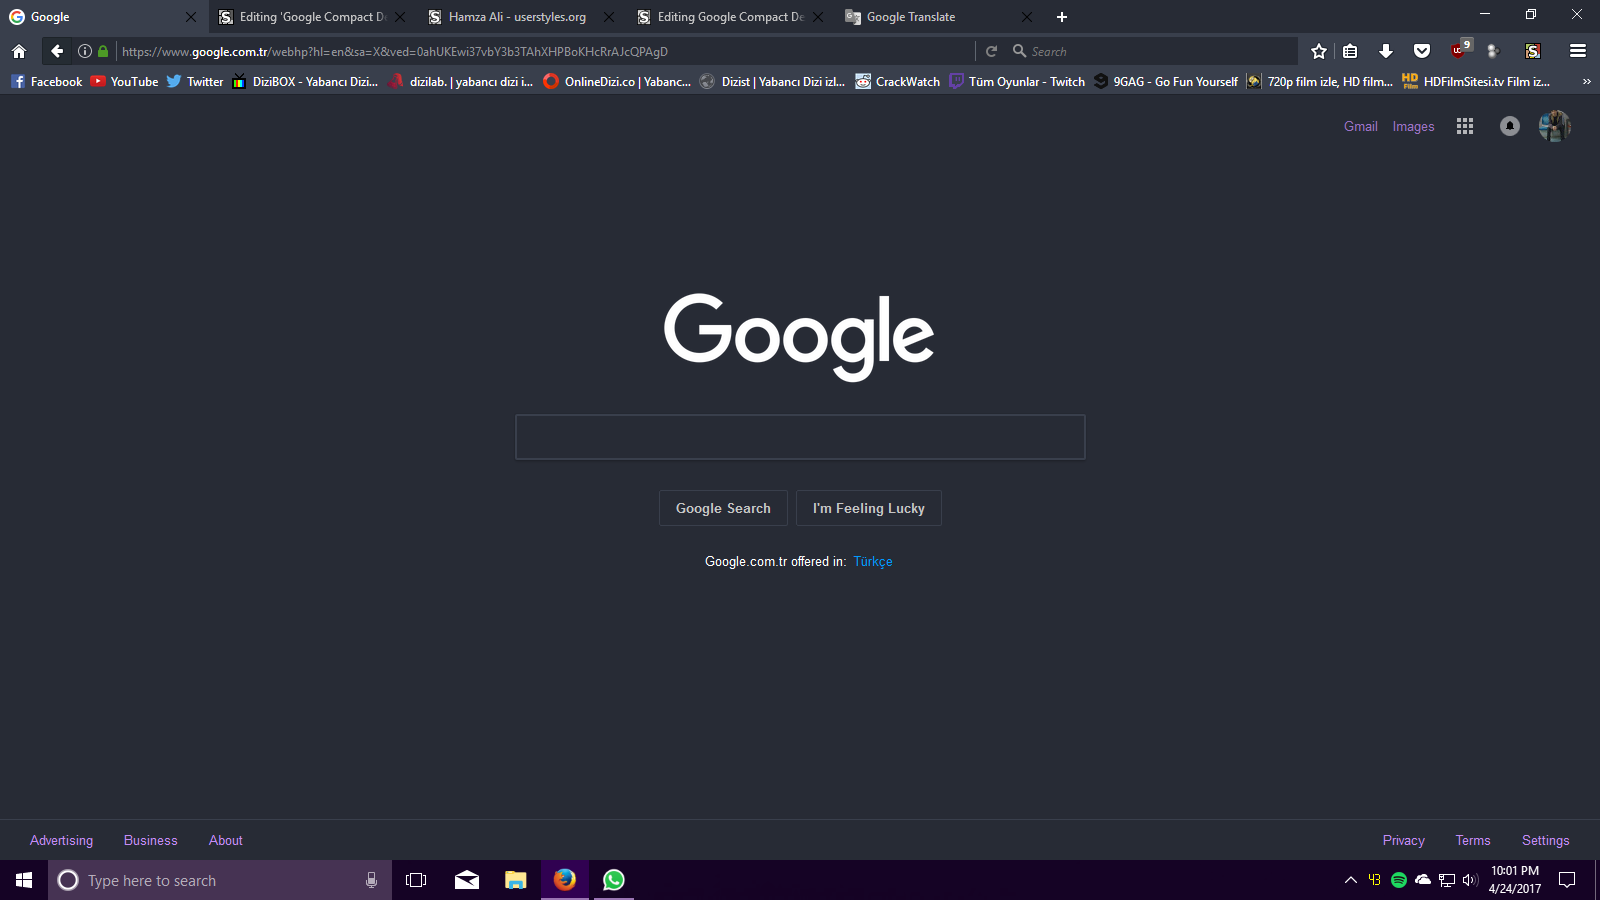 Google
Editing 'Google Compact Da
Hamza Ali - userstyles.org
Editing Google Compact De
Google Translate
https://www.google.com.tr/webhp?hl=en&sa=X&ved=0ahUKEwi37vbY3b3TAhXHPBoKHcRrAJcQPAgD
Search
9
Facebook
YouTube
Twitter
DiziBOX - Yabancı Dizi...
dizilab. | yabancı dizi i...
OnlineDizi.co | Yabanc...
Dizist | Yabancı Dizi izl...
CrackWatch
Tüm Oyunlar - Twitch
9GAG - Go Fun Yourself
720p film izle, HD film...
HDFilmSitesi.tv Film iz...
Gmail
Images
Google
Google Search
I'm Feeling Lucky
Google.com.tr offered in: Türkçe
Advertising
Business
About
Privacy
Terms
Settings
Type here to search
43
10:01 PM
4/24/2017